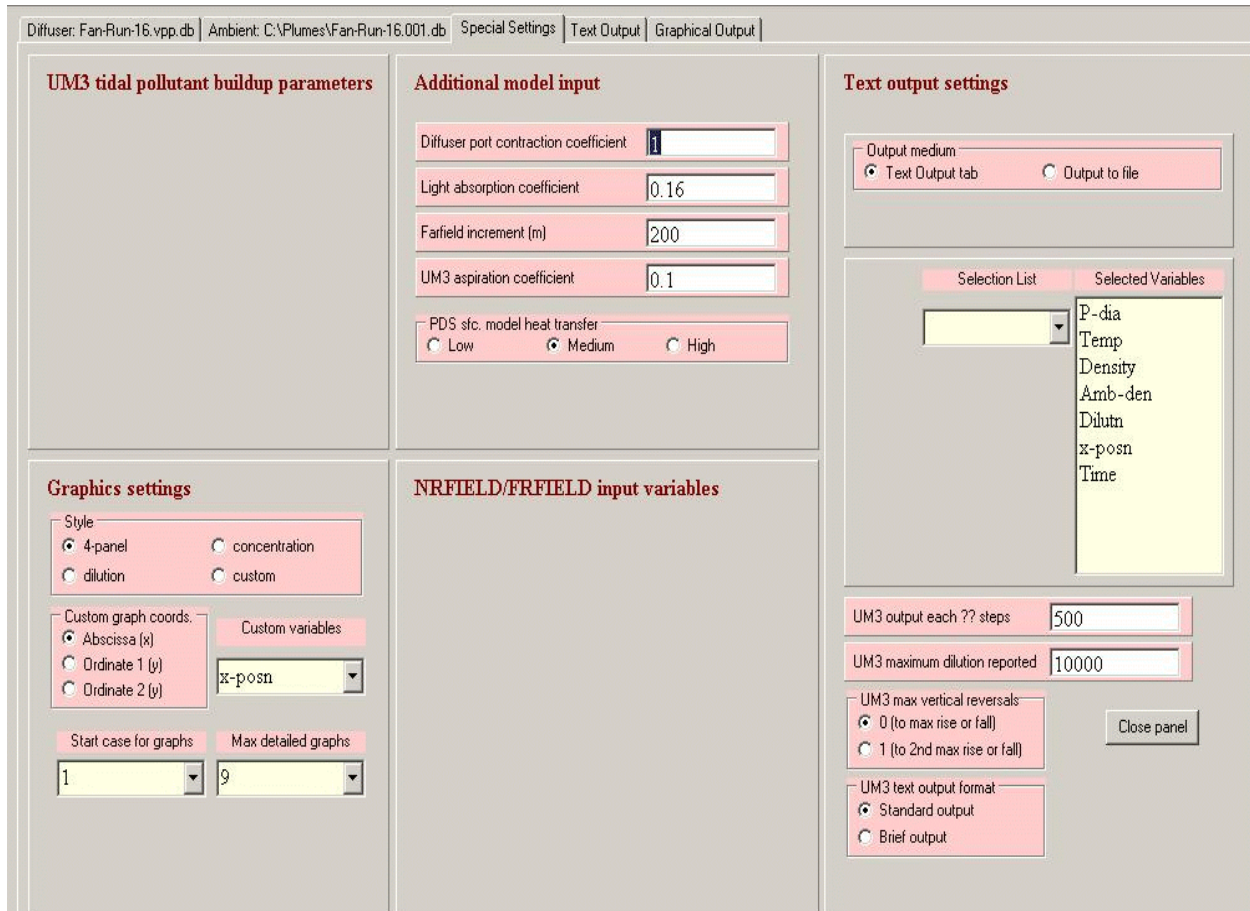 Diffuser: Fan-Run-16.vpp.db
Ambient: C:\Plumes\Fan-Run-16.001.db
Special Settings
Text Output
Graphical Output
UM3 tidal pollutant buildup parameters
Additional model input
Diffuser port contraction coefficient 1
Light absorption coefficient 0.16
Farfield increment (m) 200
UM3 aspiration coefficient 0.1
PDS sfc. model heat transfer
Low Medium High
Text output settings
Output medium
Text Output tab Output to file
Selection List
Selected Variables
P-dia
Temp
Density
Amb-den
Dilutn
x-posn
Time
Graphics settings
Style
4-panel concentration
dilution custom
Custom graph coords.
Abscissa (x)
Ordinate 1 (y)
Ordinate 2 (y)
Custom variables
x-posn
Start case for graphs
1
Max detailed graphs
9
NRFIELD/FRFIELD input variables
UM3 output each ?? steps 500
UM3 maximum dilution reported 10000
UM3 max vertical reversals
0 (to max rise or fall)
1 (to 2nd max rise or fall)
Close panel
UM3 text output format
Standard output
Brief output